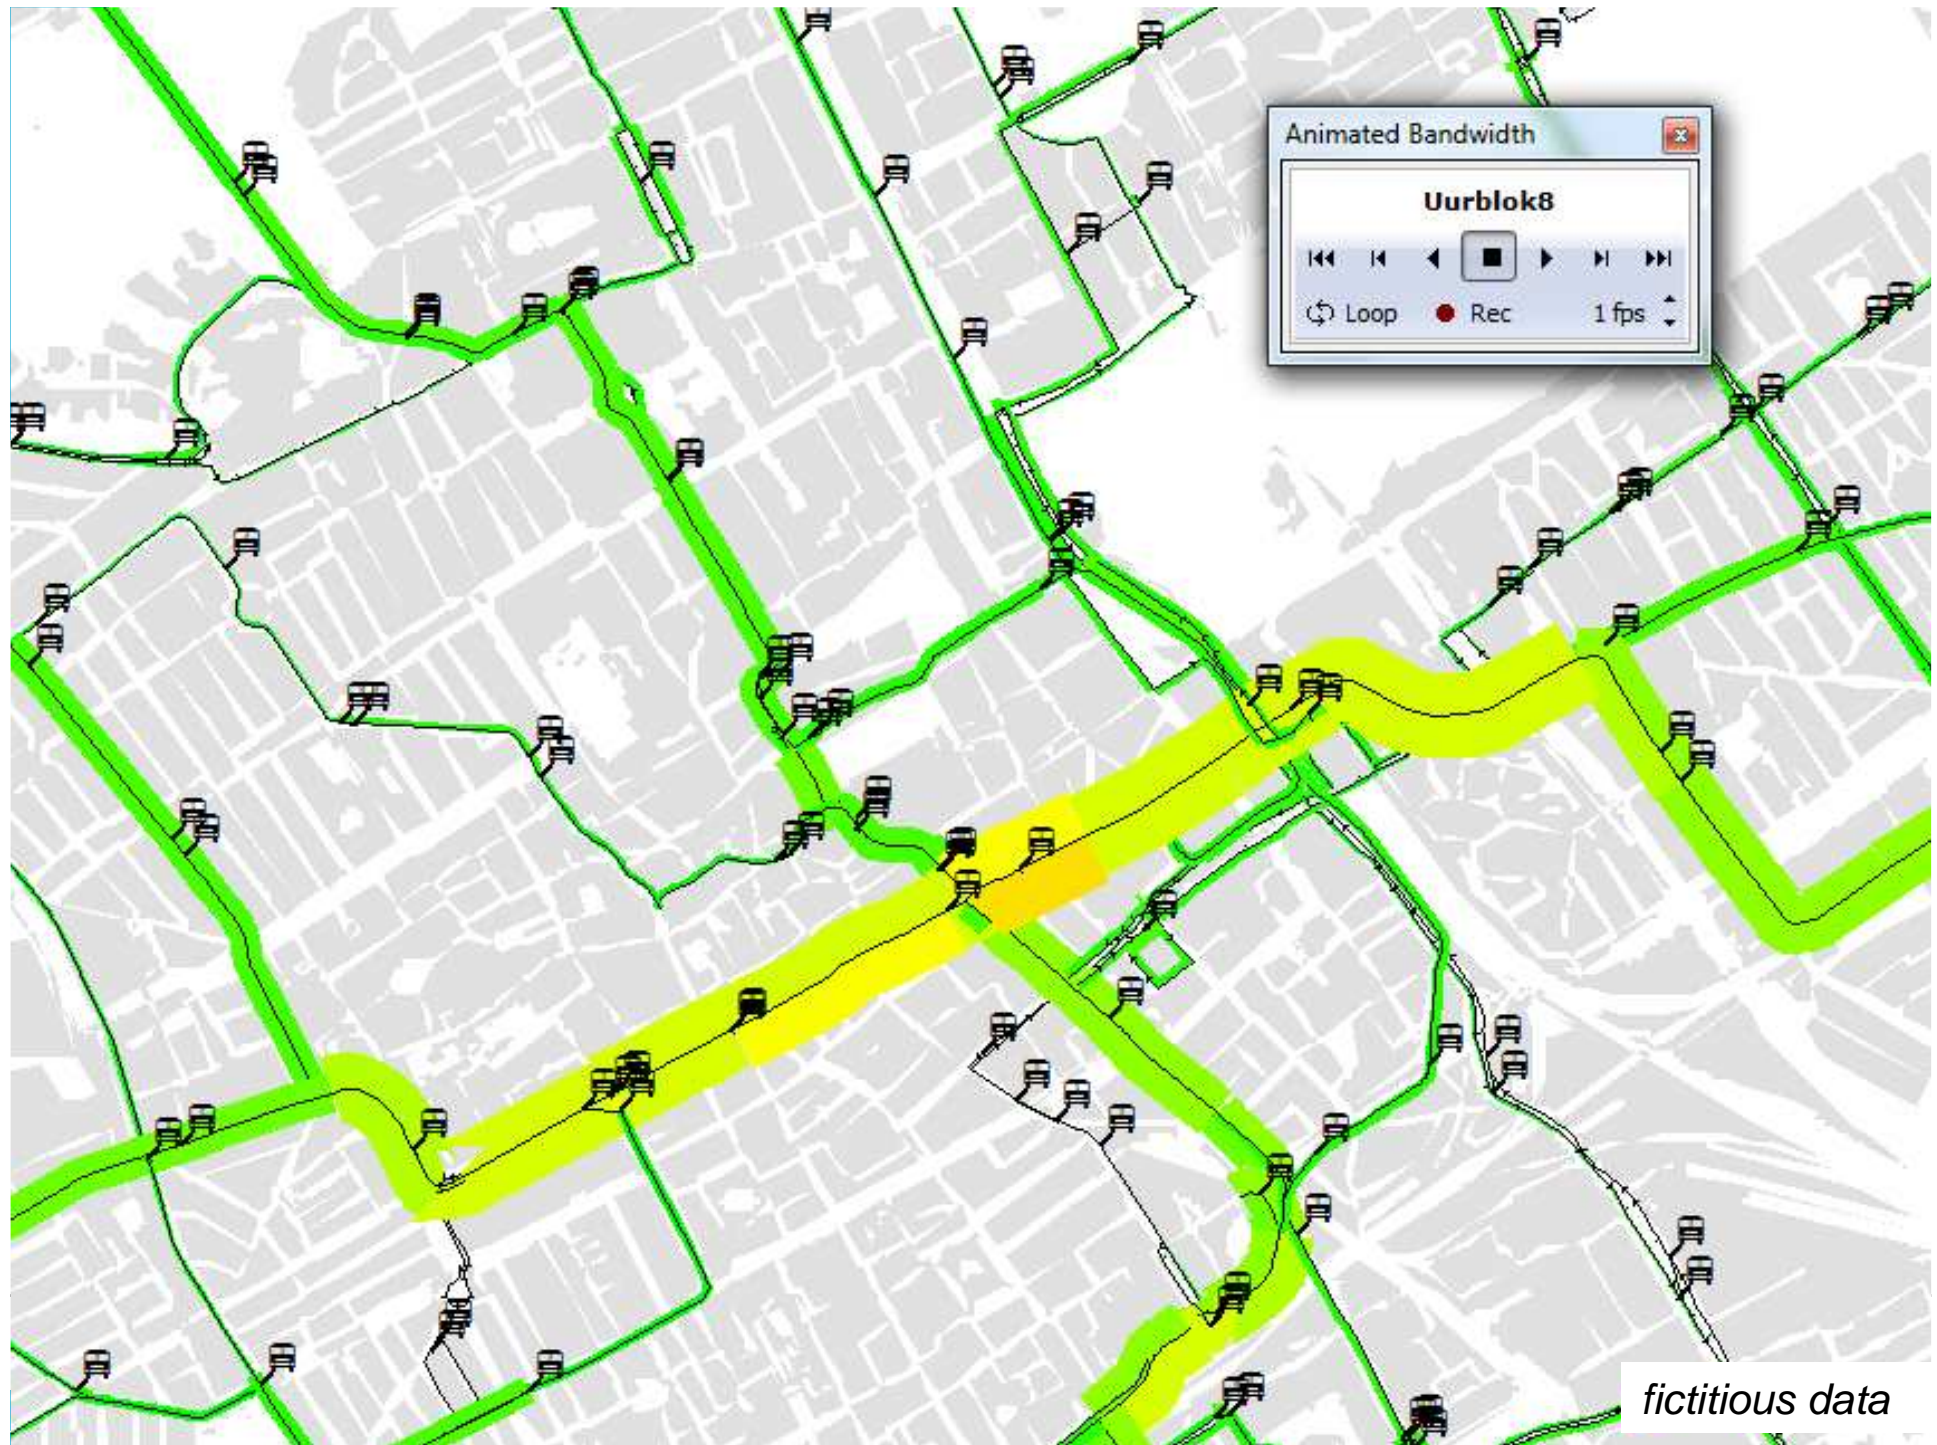 Animated Bandwidth
Uurblok8
Loop Rec 1 fps
fictitious data